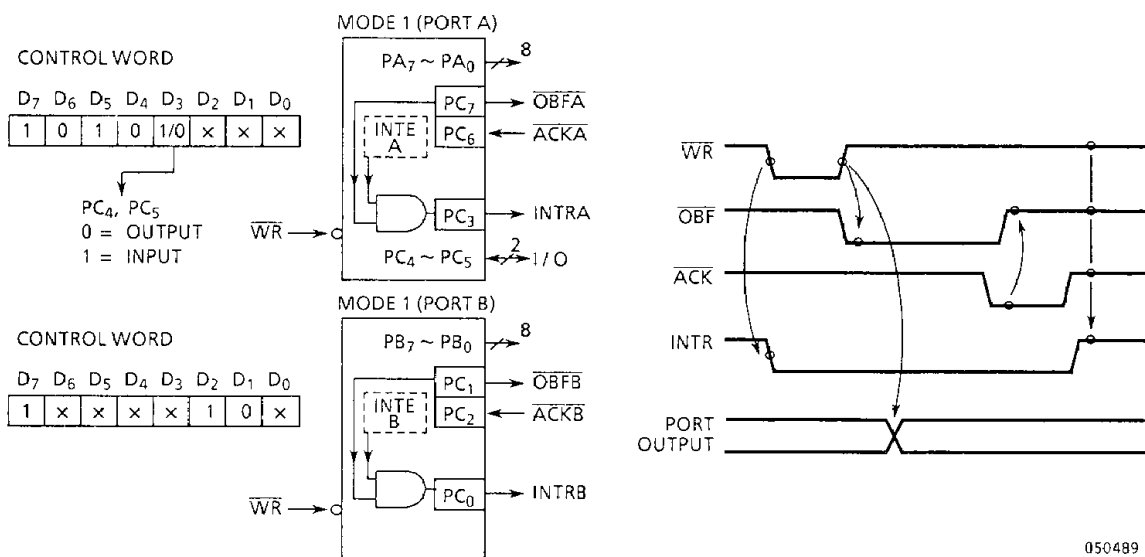 MODE 1 (PORT A)
CONTROL WORD
D7 D6 D5 D4 D3 D2 D1 D0
1 0 1 0 1/0 × × ×
PC4, PC5
0 = OUTPUT
1 = INPUT
PA7 ~ PA0
8
PC7
OBFA
PC6
ACKA
INTE
A
PC3
INTRA
WR
PC4 ~ PC5
2
I/O
MODE 1 (PORT B)
CONTROL WORD
D7 D6 D5 D4 D3 D2 D1 D0
1 × × × × 1 0 ×
PB7 ~ PB0
8
PC1
OBFB
PC2
ACKB
INTE
B
PC0
INTRB
WR
WR
OBF
ACK
INTR
PORT
OUTPUT
050489